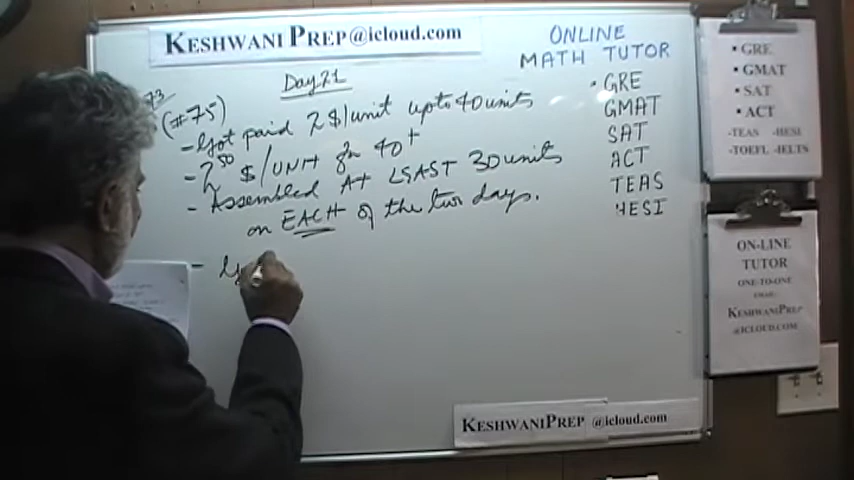 KESHWANI PREP@icloud.com
ONLINE
MATH TUTOR
• GRE
GMAT
SAT
ACT
TEAS
HESI
Day 21
73
(#75)
- Got paid 2 $/unit upto 40 units
- 2 50 $/UNIT for 40+
- Assembled AT LEAST 30 units
on EACH of the two days.
-
KESHWANIPREP @icloud.com
• GRE
• GMAT
• SAT
• ACT
-TEAS -HESI
-TOEFL -IELTS
ON-LINE
TUTOR
ONE-TO-ONE
EMAIL:
KESHWANIPREP
@ICLOUD.COM